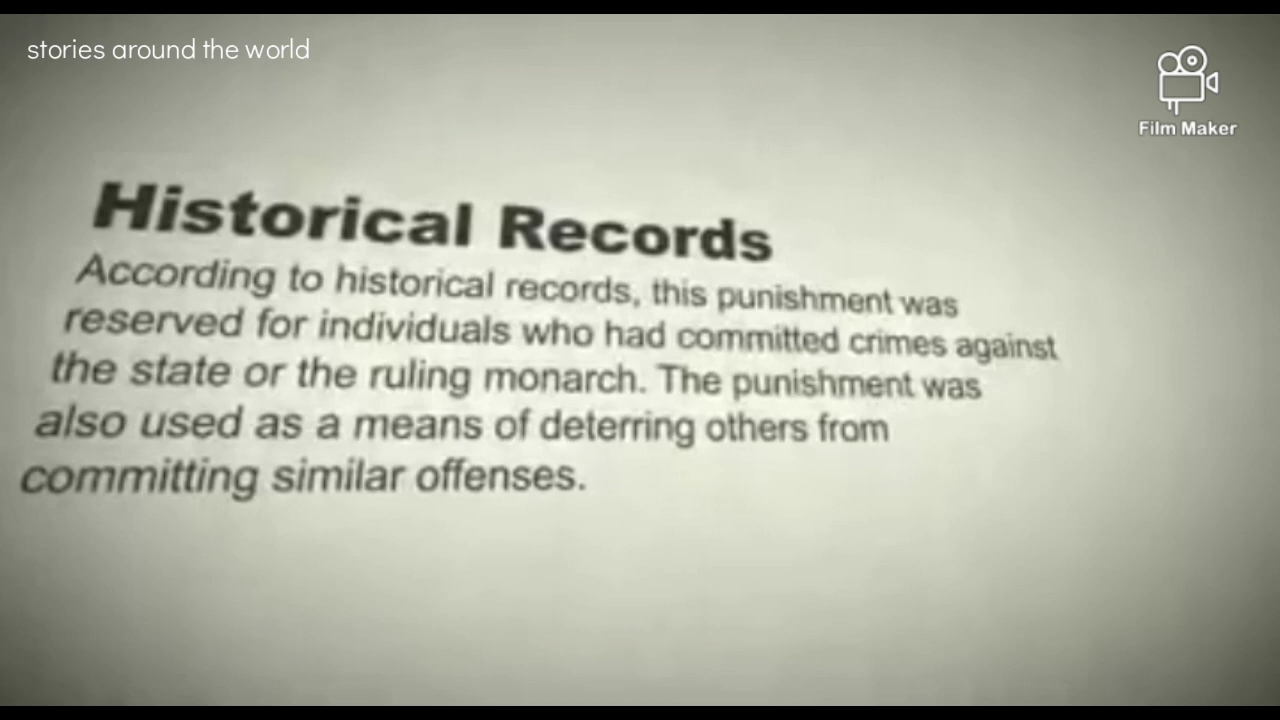 stories around the world
Film Maker
Historical Records
According to historical records, this punishment was
reserved for individuals who had committed crimes against
the state or the ruling monarch. The punishment was
also used as a means of deterring others from
committing similar offenses.